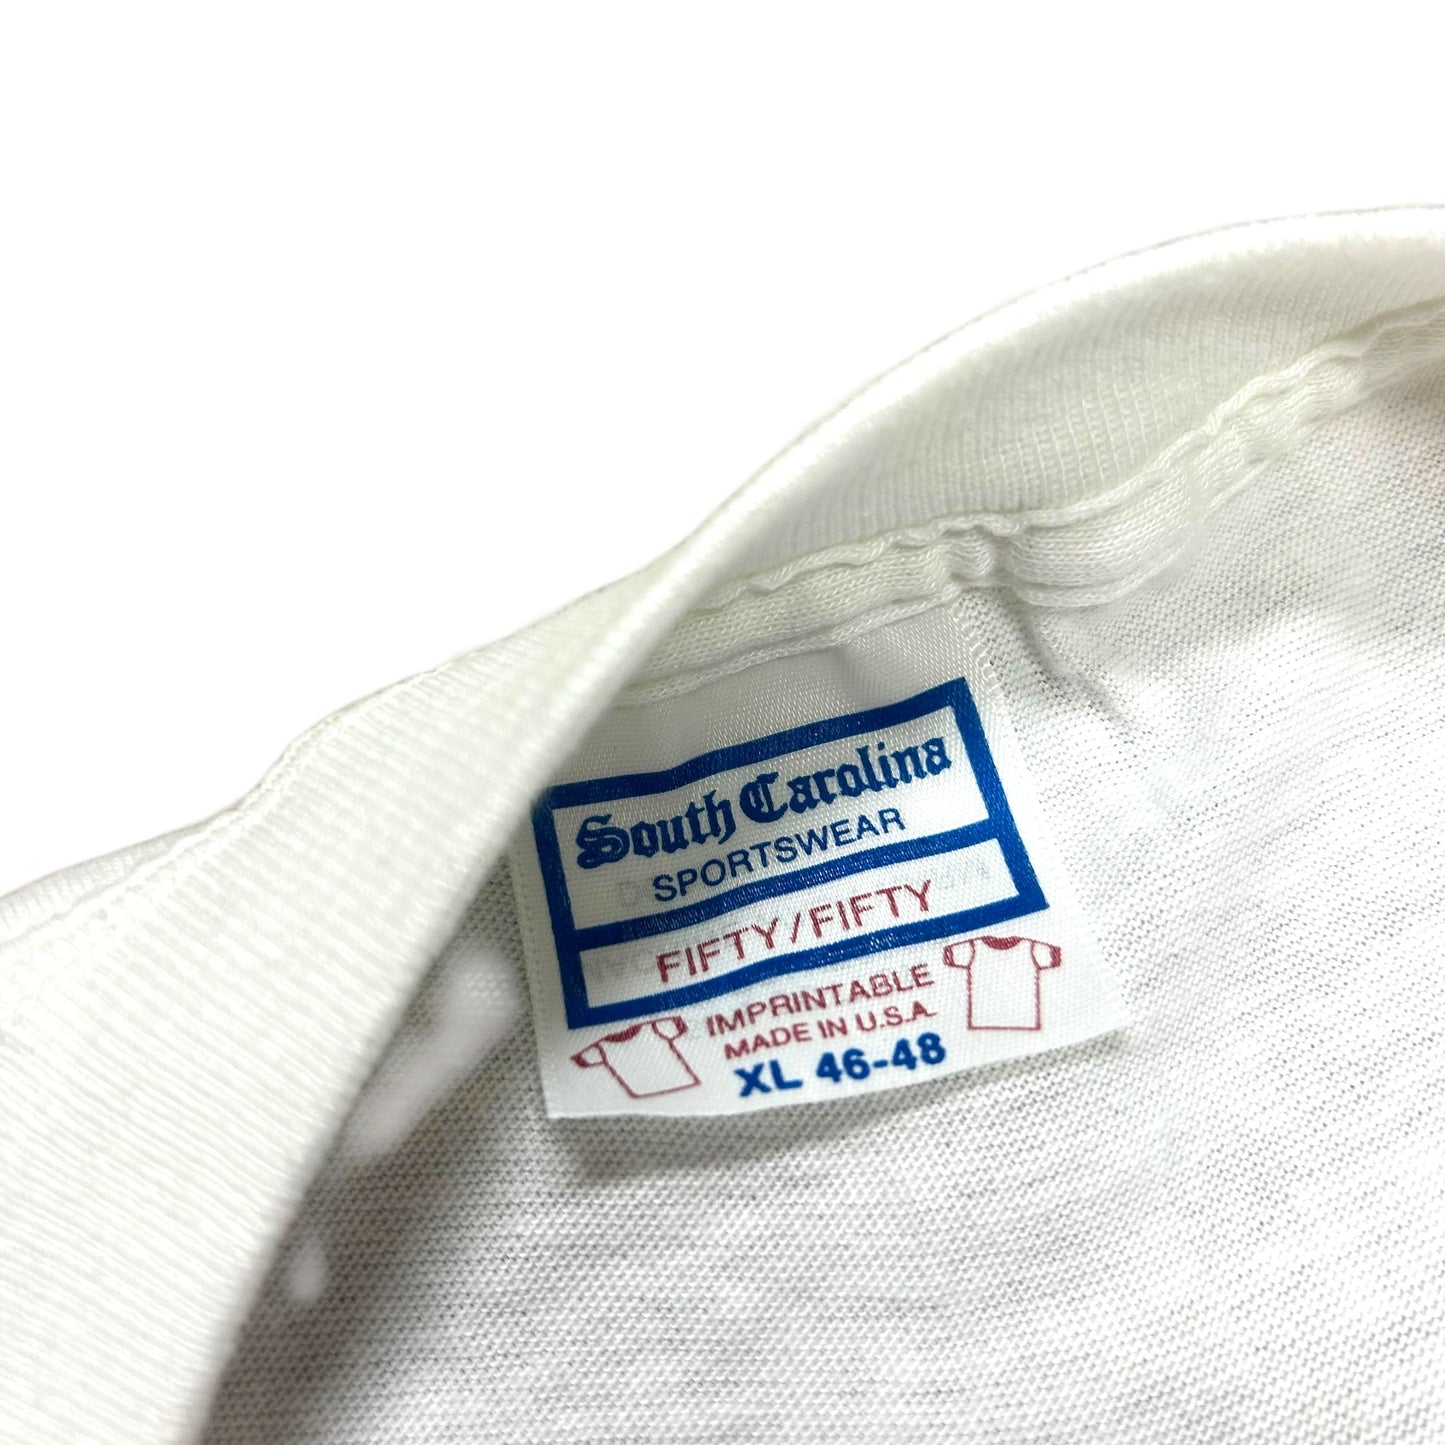 South Carolina
SPORTSWEAR
FIFTY/FIFTY
IMPRINTABLE
MADE IN U.S.A.
XL 46-48